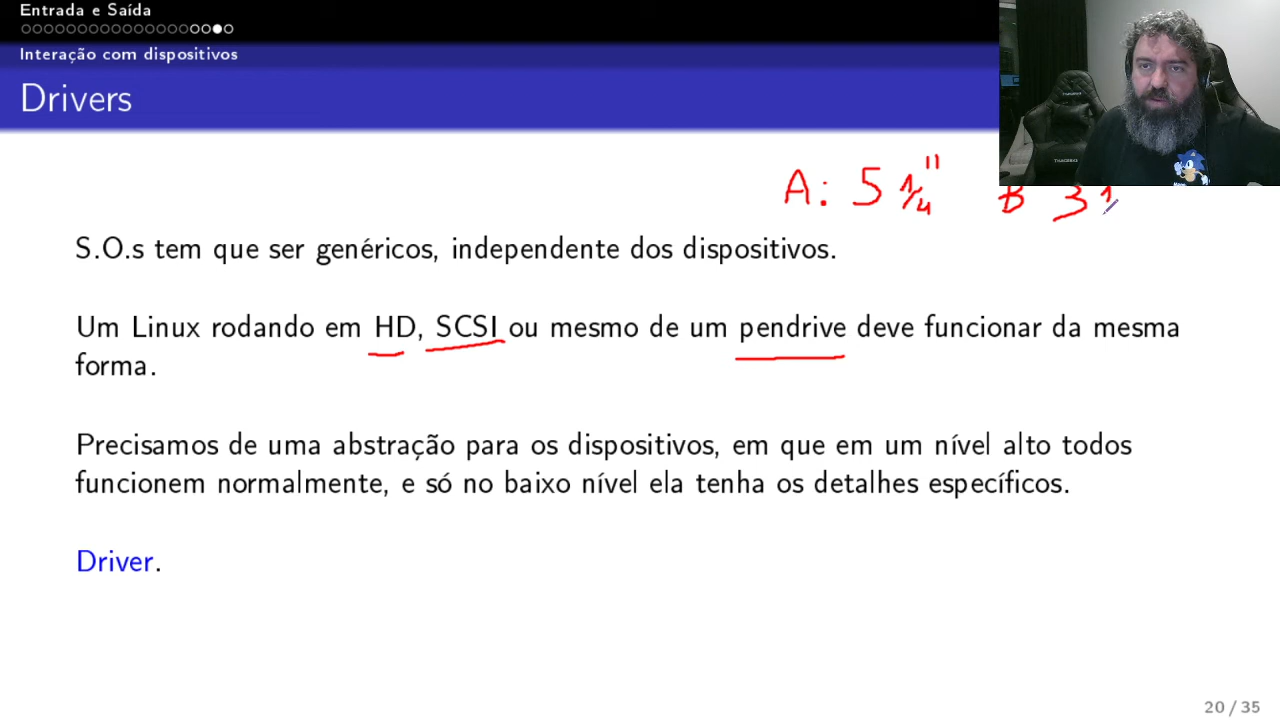 Entrada e Saída
Interação com dispositivos
Drivers
A: 5 1/4" B 3 1
S.O.s tem que ser genéricos, independente dos dispositivos.
Um Linux rodando em HD, SCSI ou mesmo de um pendrive deve funcionar da mesma
forma.
Precisamos de uma abstração para os dispositivos, em que em um nível alto todos
funcionem normalmente, e só no baixo nível ela tenha os detalhes específicos.
Driver.
20 / 35